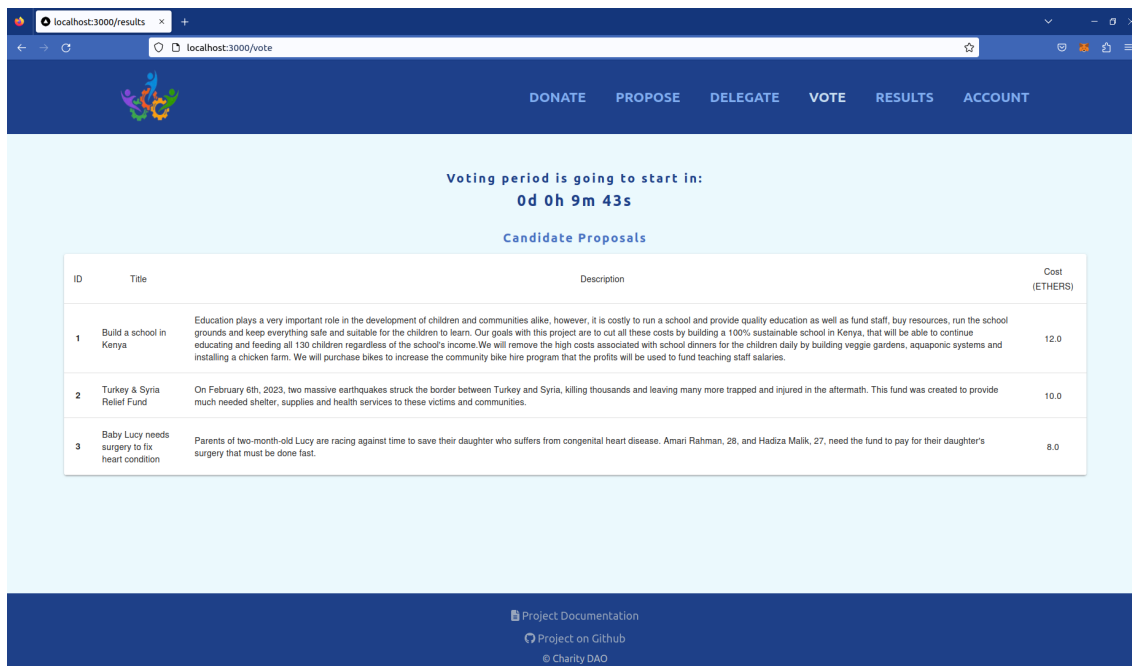 localhost:3000/results
localhost:3000/vote
DONATE PROPOSE DELEGATE VOTE RESULTS ACCOUNT
Voting period is going to start in:
0d 0h 9m 43s
Candidate Proposals
ID Title Description Cost (ETHERS)
1
Build a school in
Kenya
Education plays a very important role in the development of children and communities alike, however, it is costly to run a school and provide quality education as well as fund staff, buy resources, run the school
grounds and keep everything safe and suitable for the children to learn. Our goals with this project are to cut all these costs by building a 100% sustainable school in Kenya, that will be able to continue
educating and feeding all 130 children regardless of the school's income.We will remove the high costs associated with school dinners for the children daily by building veggie gardens, aquaponic systems and
installing a chicken farm. We will purchase bikes to increase the community bike hire program that the profits will be used to fund teaching staff salaries.
12.0
2
Turkey & Syria
Relief Fund
On February 6th, 2023, two massive earthquakes struck the border between Turkey and Syria, killing thousands and leaving many more trapped and injured in the aftermath. This fund was created to provide
much needed shelter, supplies and health services to these victims and communities.
10.0
3
Baby Lucy needs
surgery to fix
heart condition
Parents of two-month-old Lucy are racing against time to save their daughter who suffers from congenital heart disease. Amari Rahman, 28, and Hadiza Malik, 27, need the fund to pay for their daughter's
surgery that must be done fast.
8.0
Project Documentation
Project on Github
© Charity DAO